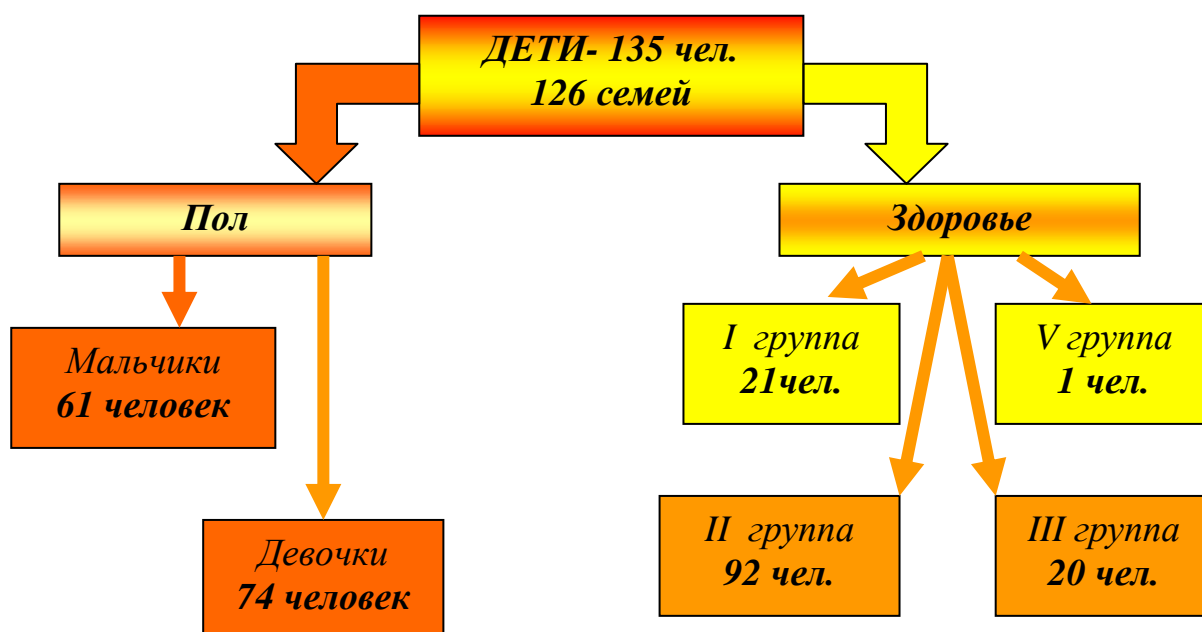 ДЕТИ- 135 чел.
126 семей
Пол
Здоровье
Мальчики
61 человек
Девочки
74 человек
I группа
21чел.
V группа
1 чел.
II группа
92 чел.
III группа
20 чел.